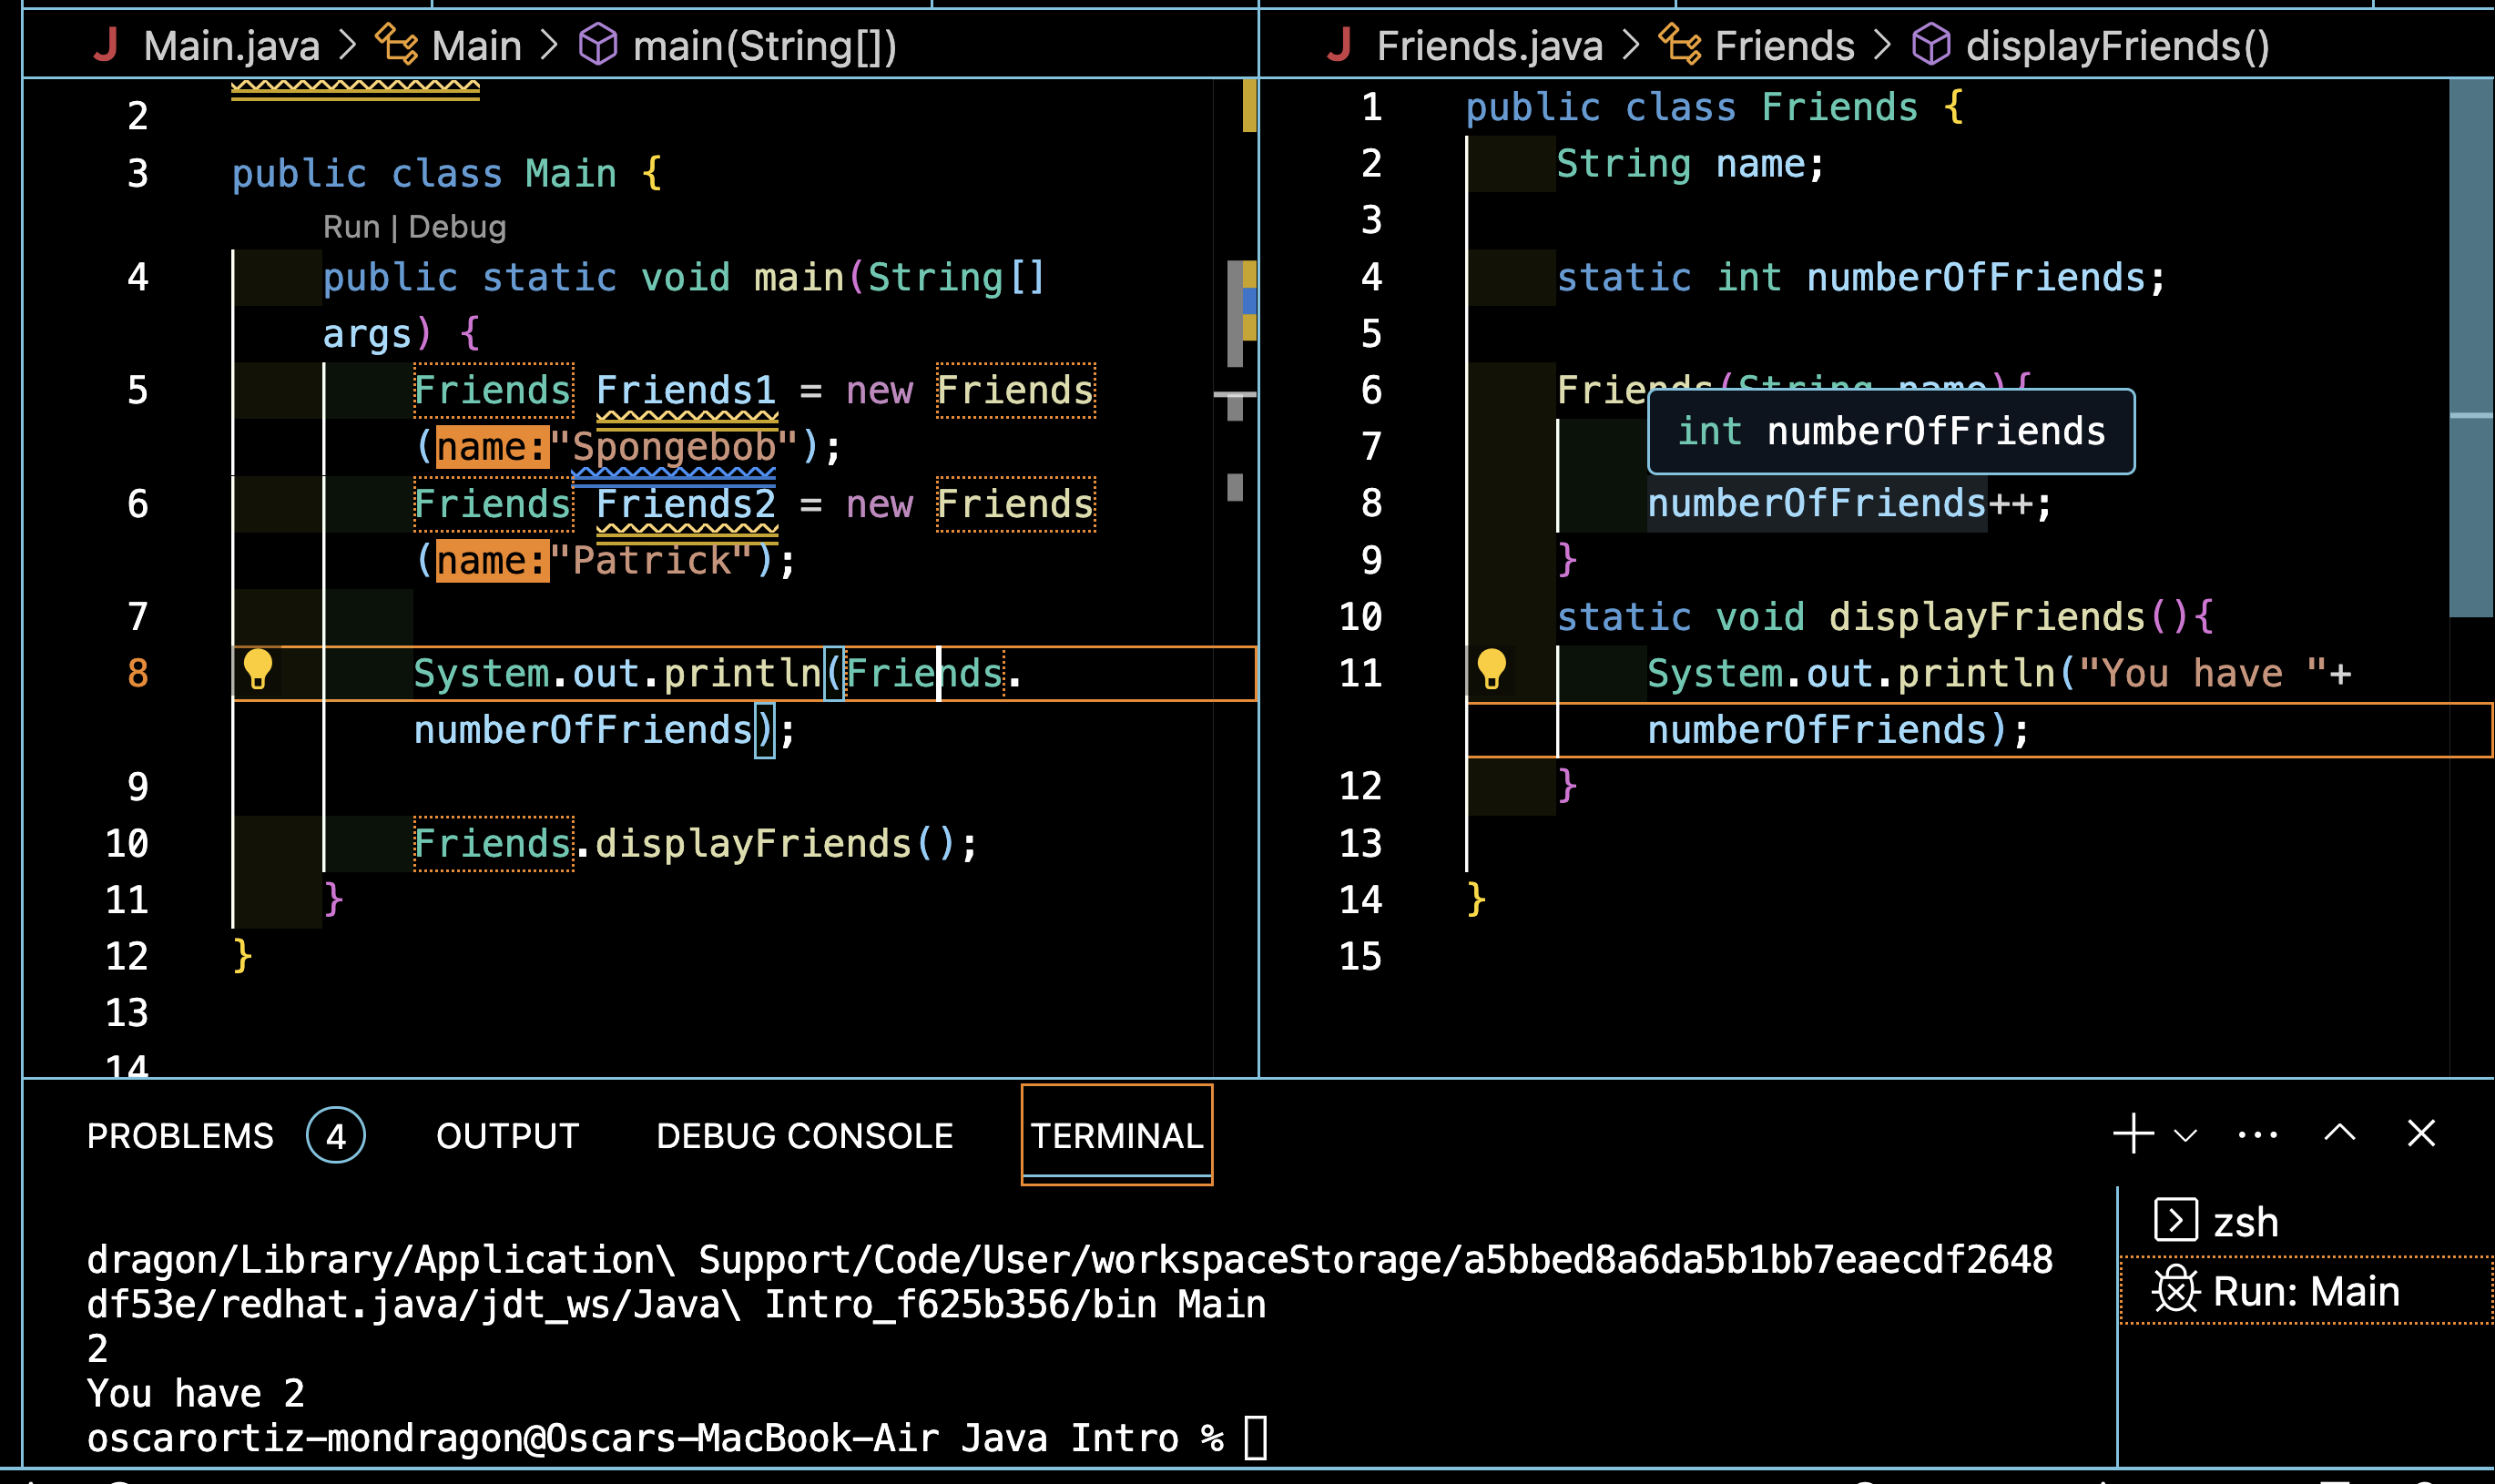 Main.java > Main > main(String[])
2
3 public class Main {
Run | Debug
4 public static void main(String[]
args) {
5 Friends Friends1 = new Friends
(name:"Spongebob");
6 Friends Friends2 = new Friends
(name:"Patrick");
7
8 System.out.println(Friends.
numberOfFriends);
9
10 Friends.displayFriends();
11 }
12 }
13
14
Friends.java > Friends > displayFriends()
1 public class Friends {
2 String name;
3
4 static int numberOfFriends;
5
6 Friends(String name){
int numberOfFriends
7
8 numberOfFriends++;
9 }
10 static void displayFriends(){
11 System.out.println("You have "+
numberOfFriends);
12 }
13
14 }
15
PROBLEMS 4 OUTPUT DEBUG CONSOLE TERMINAL
dragon/Library/Application\ Support/Code/User/workspaceStorage/a5bbed8a6da5b1bb7eaecdf2648
df53e/redhat.java/jdt_ws/Java\ Intro_f625b356/bin Main
2
You have 2
oscarortiz-mondragon@Oscars-MacBook-Air Java Intro %
zsh
Run: Main